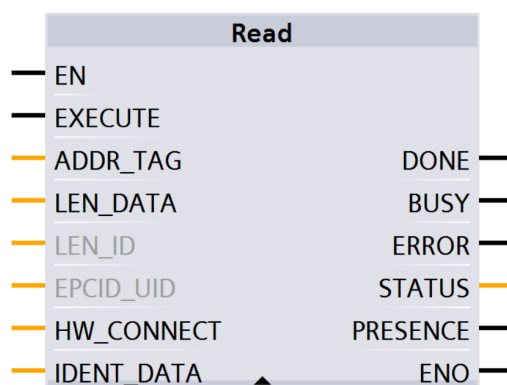 Read
EN
EXECUTE
ADDR_TAG DONE
LEN_DATA BUSY
LEN_ID ERROR
EPCID_UID STATUS
HW_CONNECT PRESENCE
IDENT_DATA ENO